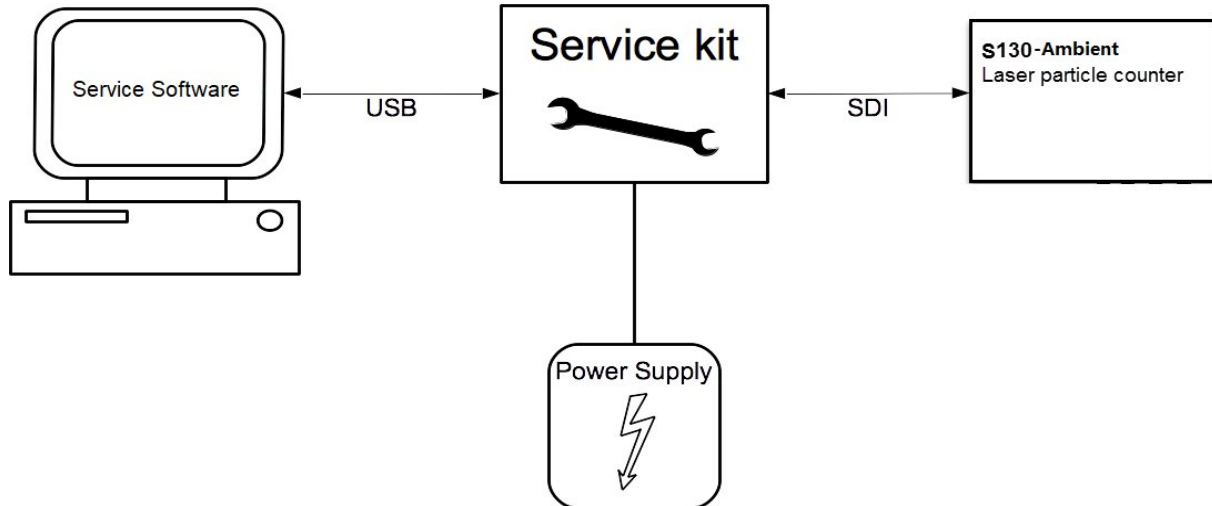 Service Software
USB
Service kit
SDI
S130-Ambient
Laser particle counter
Power Supply